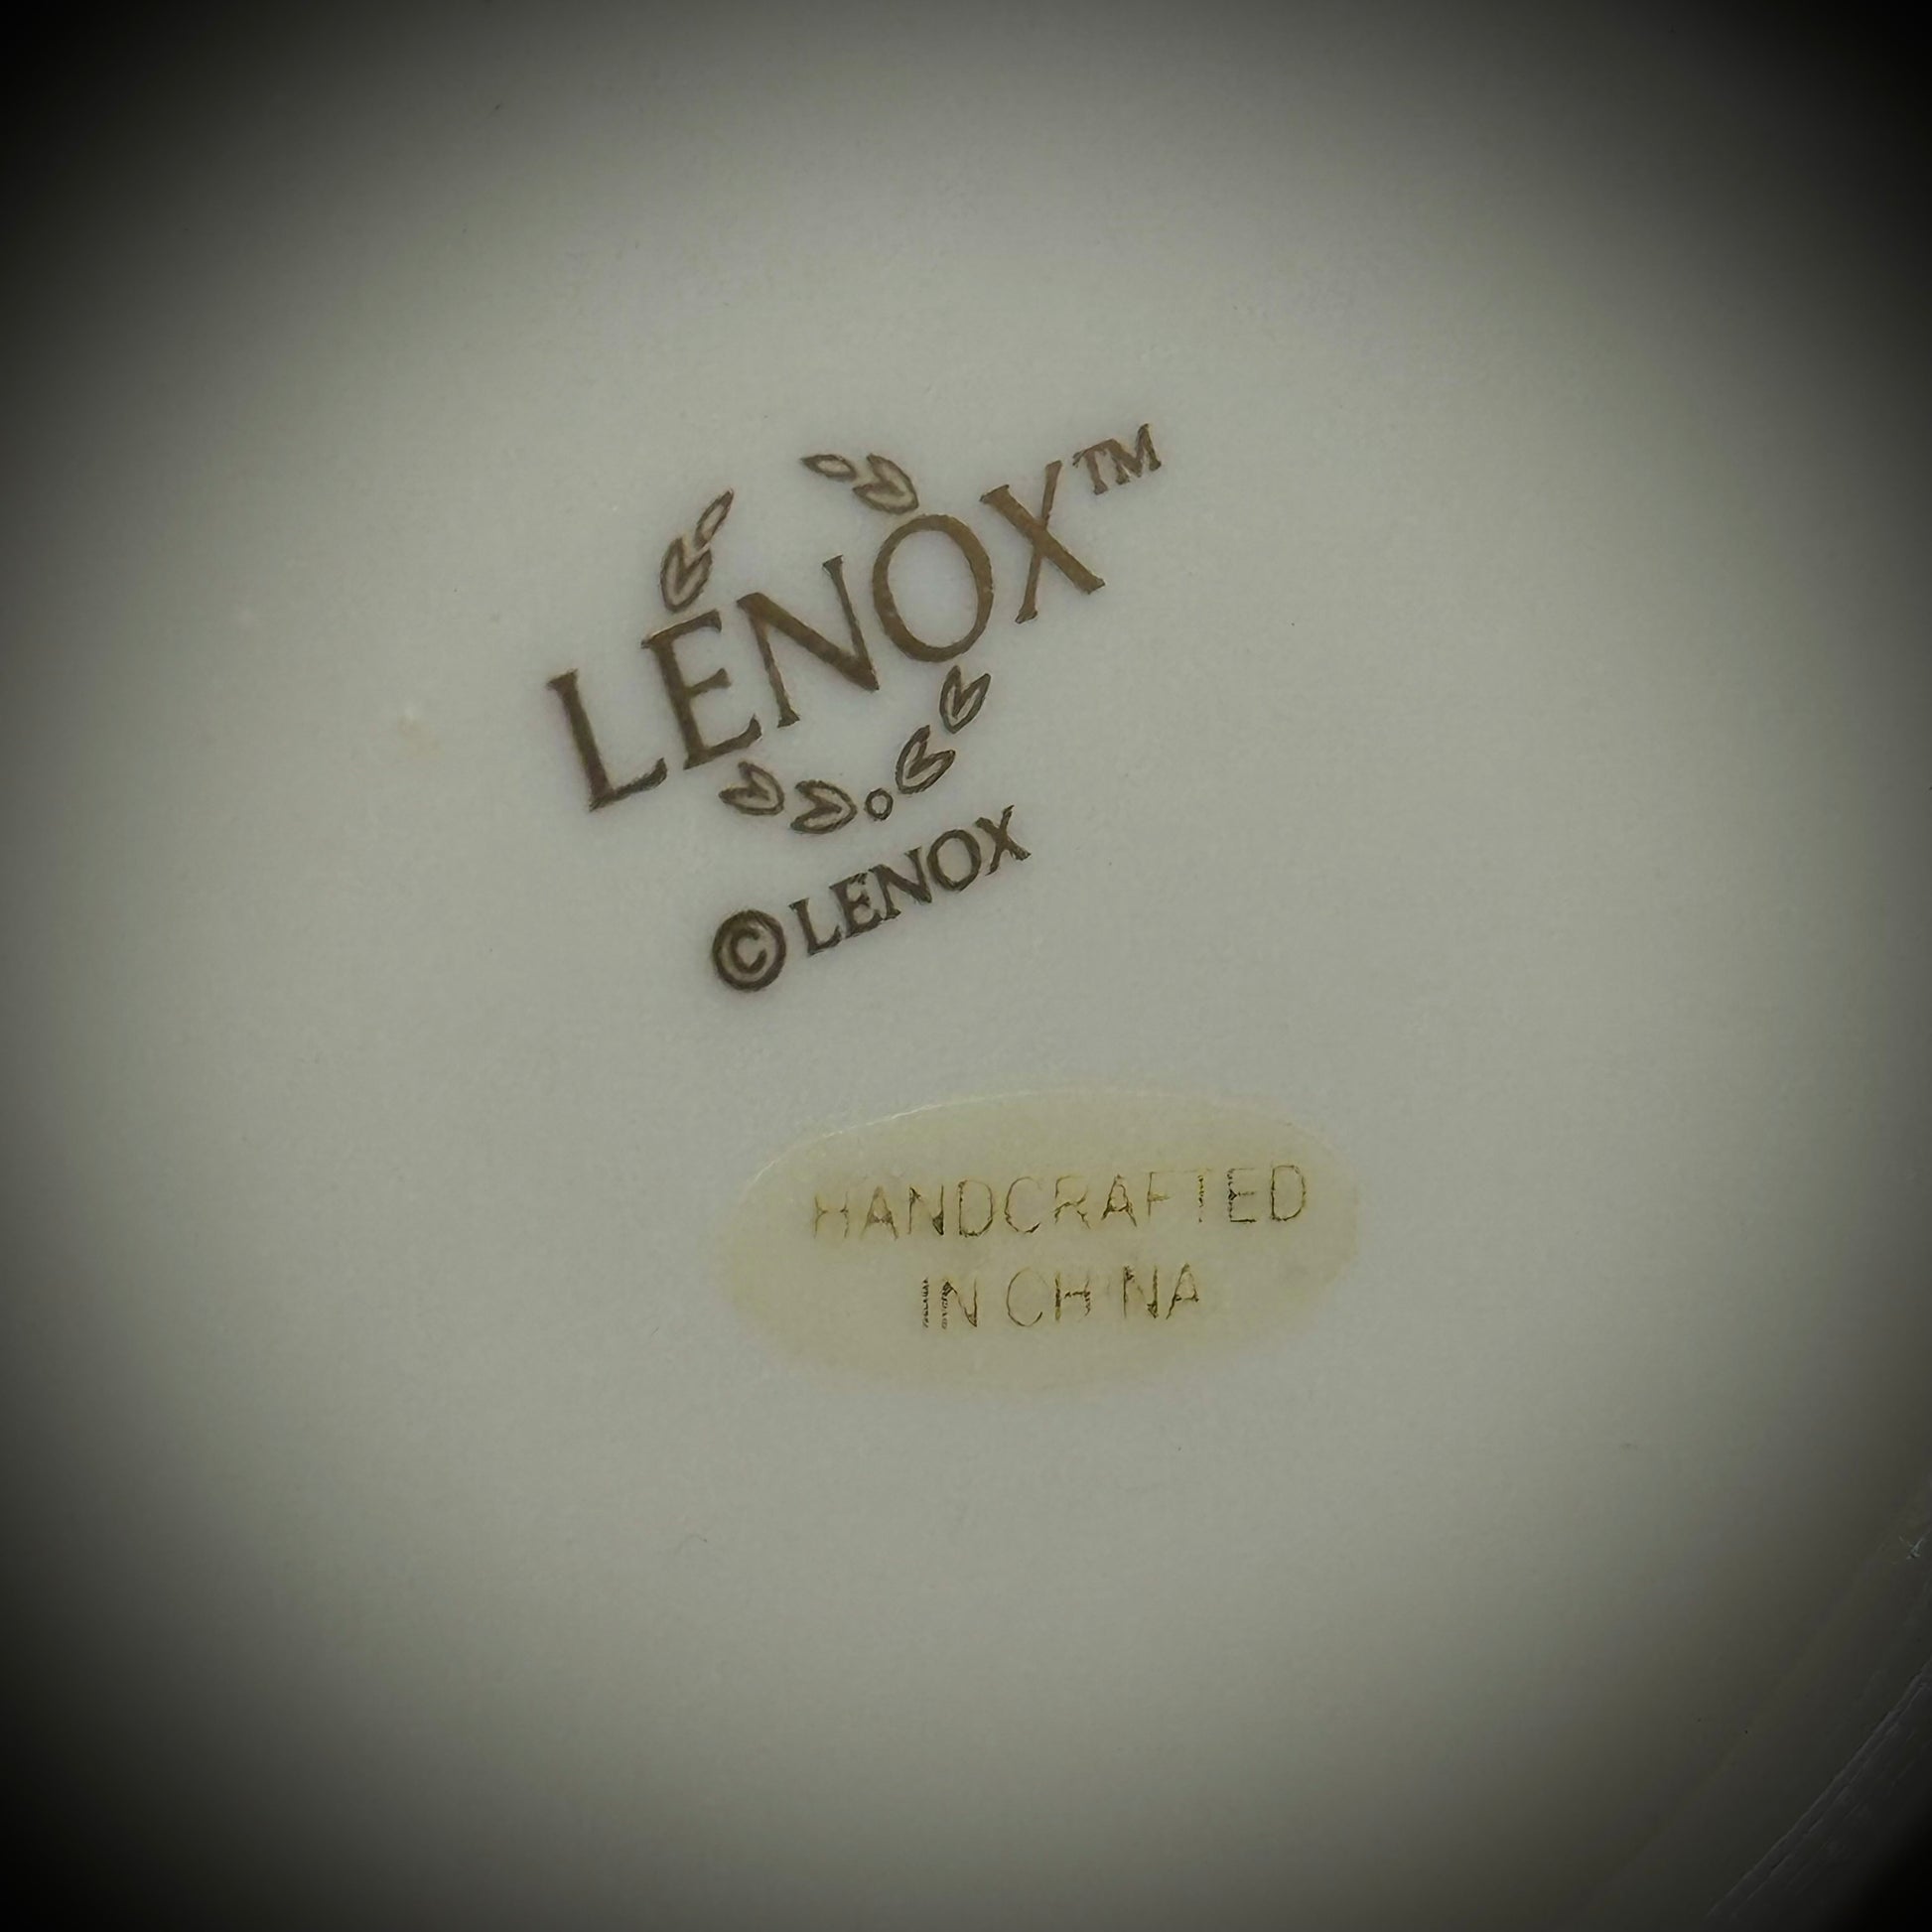 LENOX™
© LENOX
HANDCRAFTED
IN CHINA